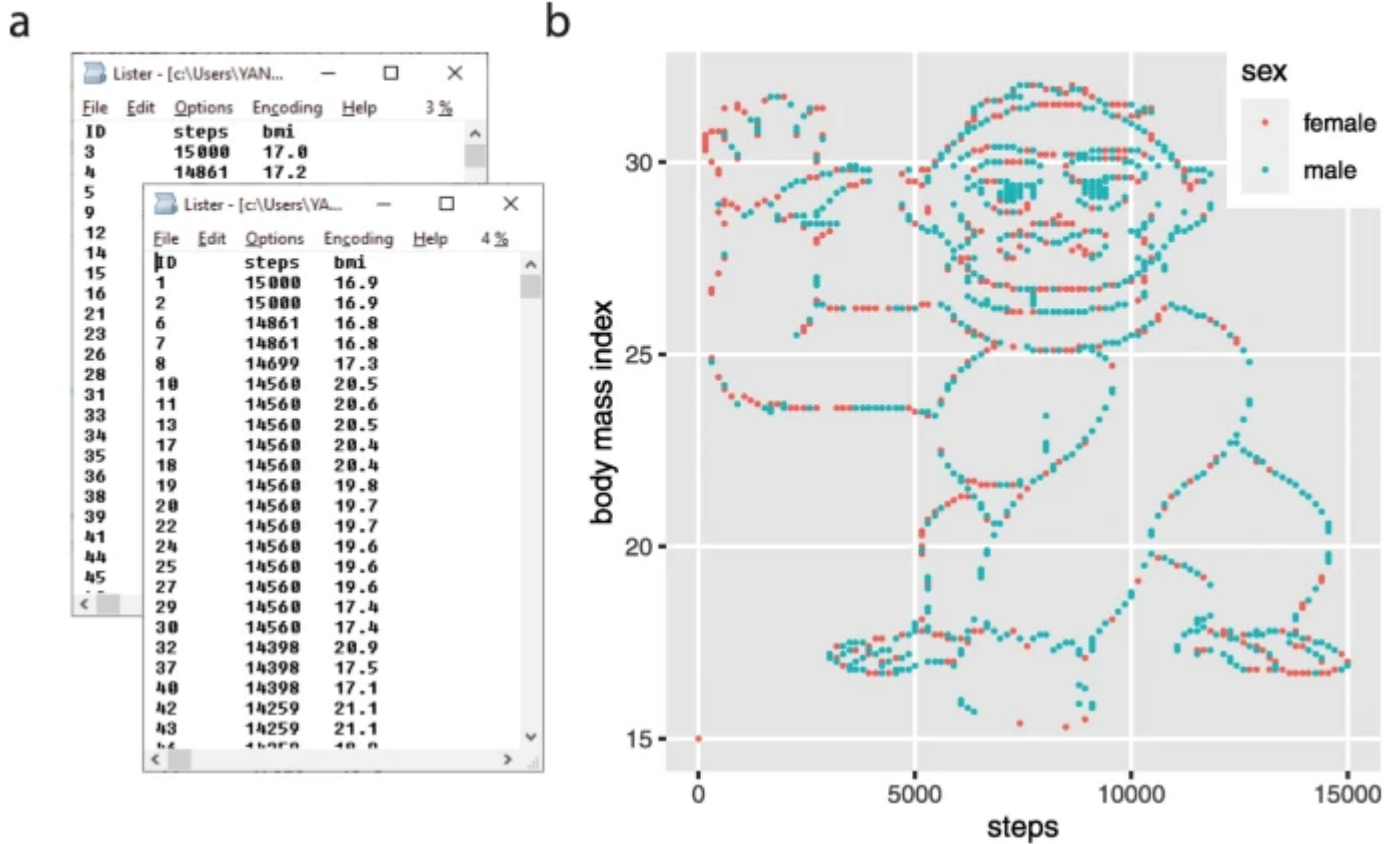 a
Lister - [c:\Users\YAN...
File Edit Options Encoding Help 3 %
ID steps bmi
3 15000 17.0
4 14861 17.2
5
9
12
14
15
16
21
23
26
28
31
33
34
35
36
38
39
41
44
45
Lister - [c:\Users\YA...
File Edit Options Encoding Help 4 %
ID steps bmi
1 15000 16.9
2 15000 16.9
6 14861 16.8
7 14861 16.8
8 14699 17.3
10 14560 20.5
11 14560 20.6
13 14560 20.5
17 14560 20.4
18 14560 20.4
19 14560 19.8
20 14560 19.7
22 14560 19.7
24 14560 19.6
25 14560 19.6
27 14560 19.6
29 14560 17.4
30 14560 17.4
32 14398 20.9
37 14398 17.5
40 14398 17.1
42 14259 21.1
43 14259 21.1
b
sex
female
male
body mass index
30
25
20
15
0 5000 10000 15000
steps